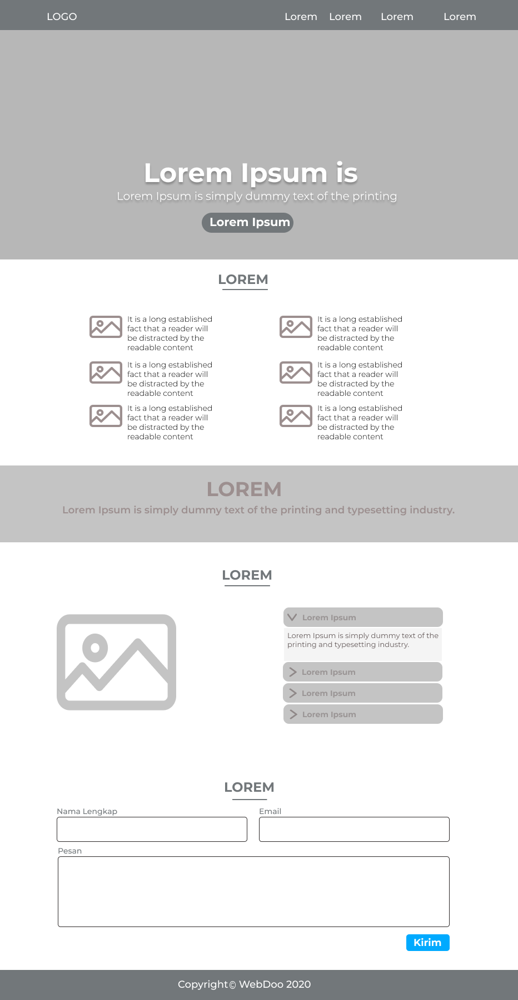 LOGO Lorem Lorem Lorem Lorem
Lorem Ipsum is
Lorem Ipsum is simply dummy text of the printing
Lorem Ipsum
LOREM
It is a long established
fact that a reader will
be distracted by the
readable content
It is a long established
fact that a reader will
be distracted by the
readable content
It is a long established
fact that a reader will
be distracted by the
readable content
It is a long established
fact that a reader will
be distracted by the
readable content
It is a long established
fact that a reader will
be distracted by the
readable content
It is a long established
fact that a reader will
be distracted by the
readable content
LOREM
Lorem Ipsum is simply dummy text of the printing and typesetting industry.
LOREM
Lorem Ipsum
Lorem Ipsum is simply dummy text of the
printing and typesetting industry.
Lorem Ipsum
Lorem Ipsum
Lorem Ipsum
LOREM
Nama Lengkap
Email
Pesan
Kirim
Copyright© WebDoo 2020